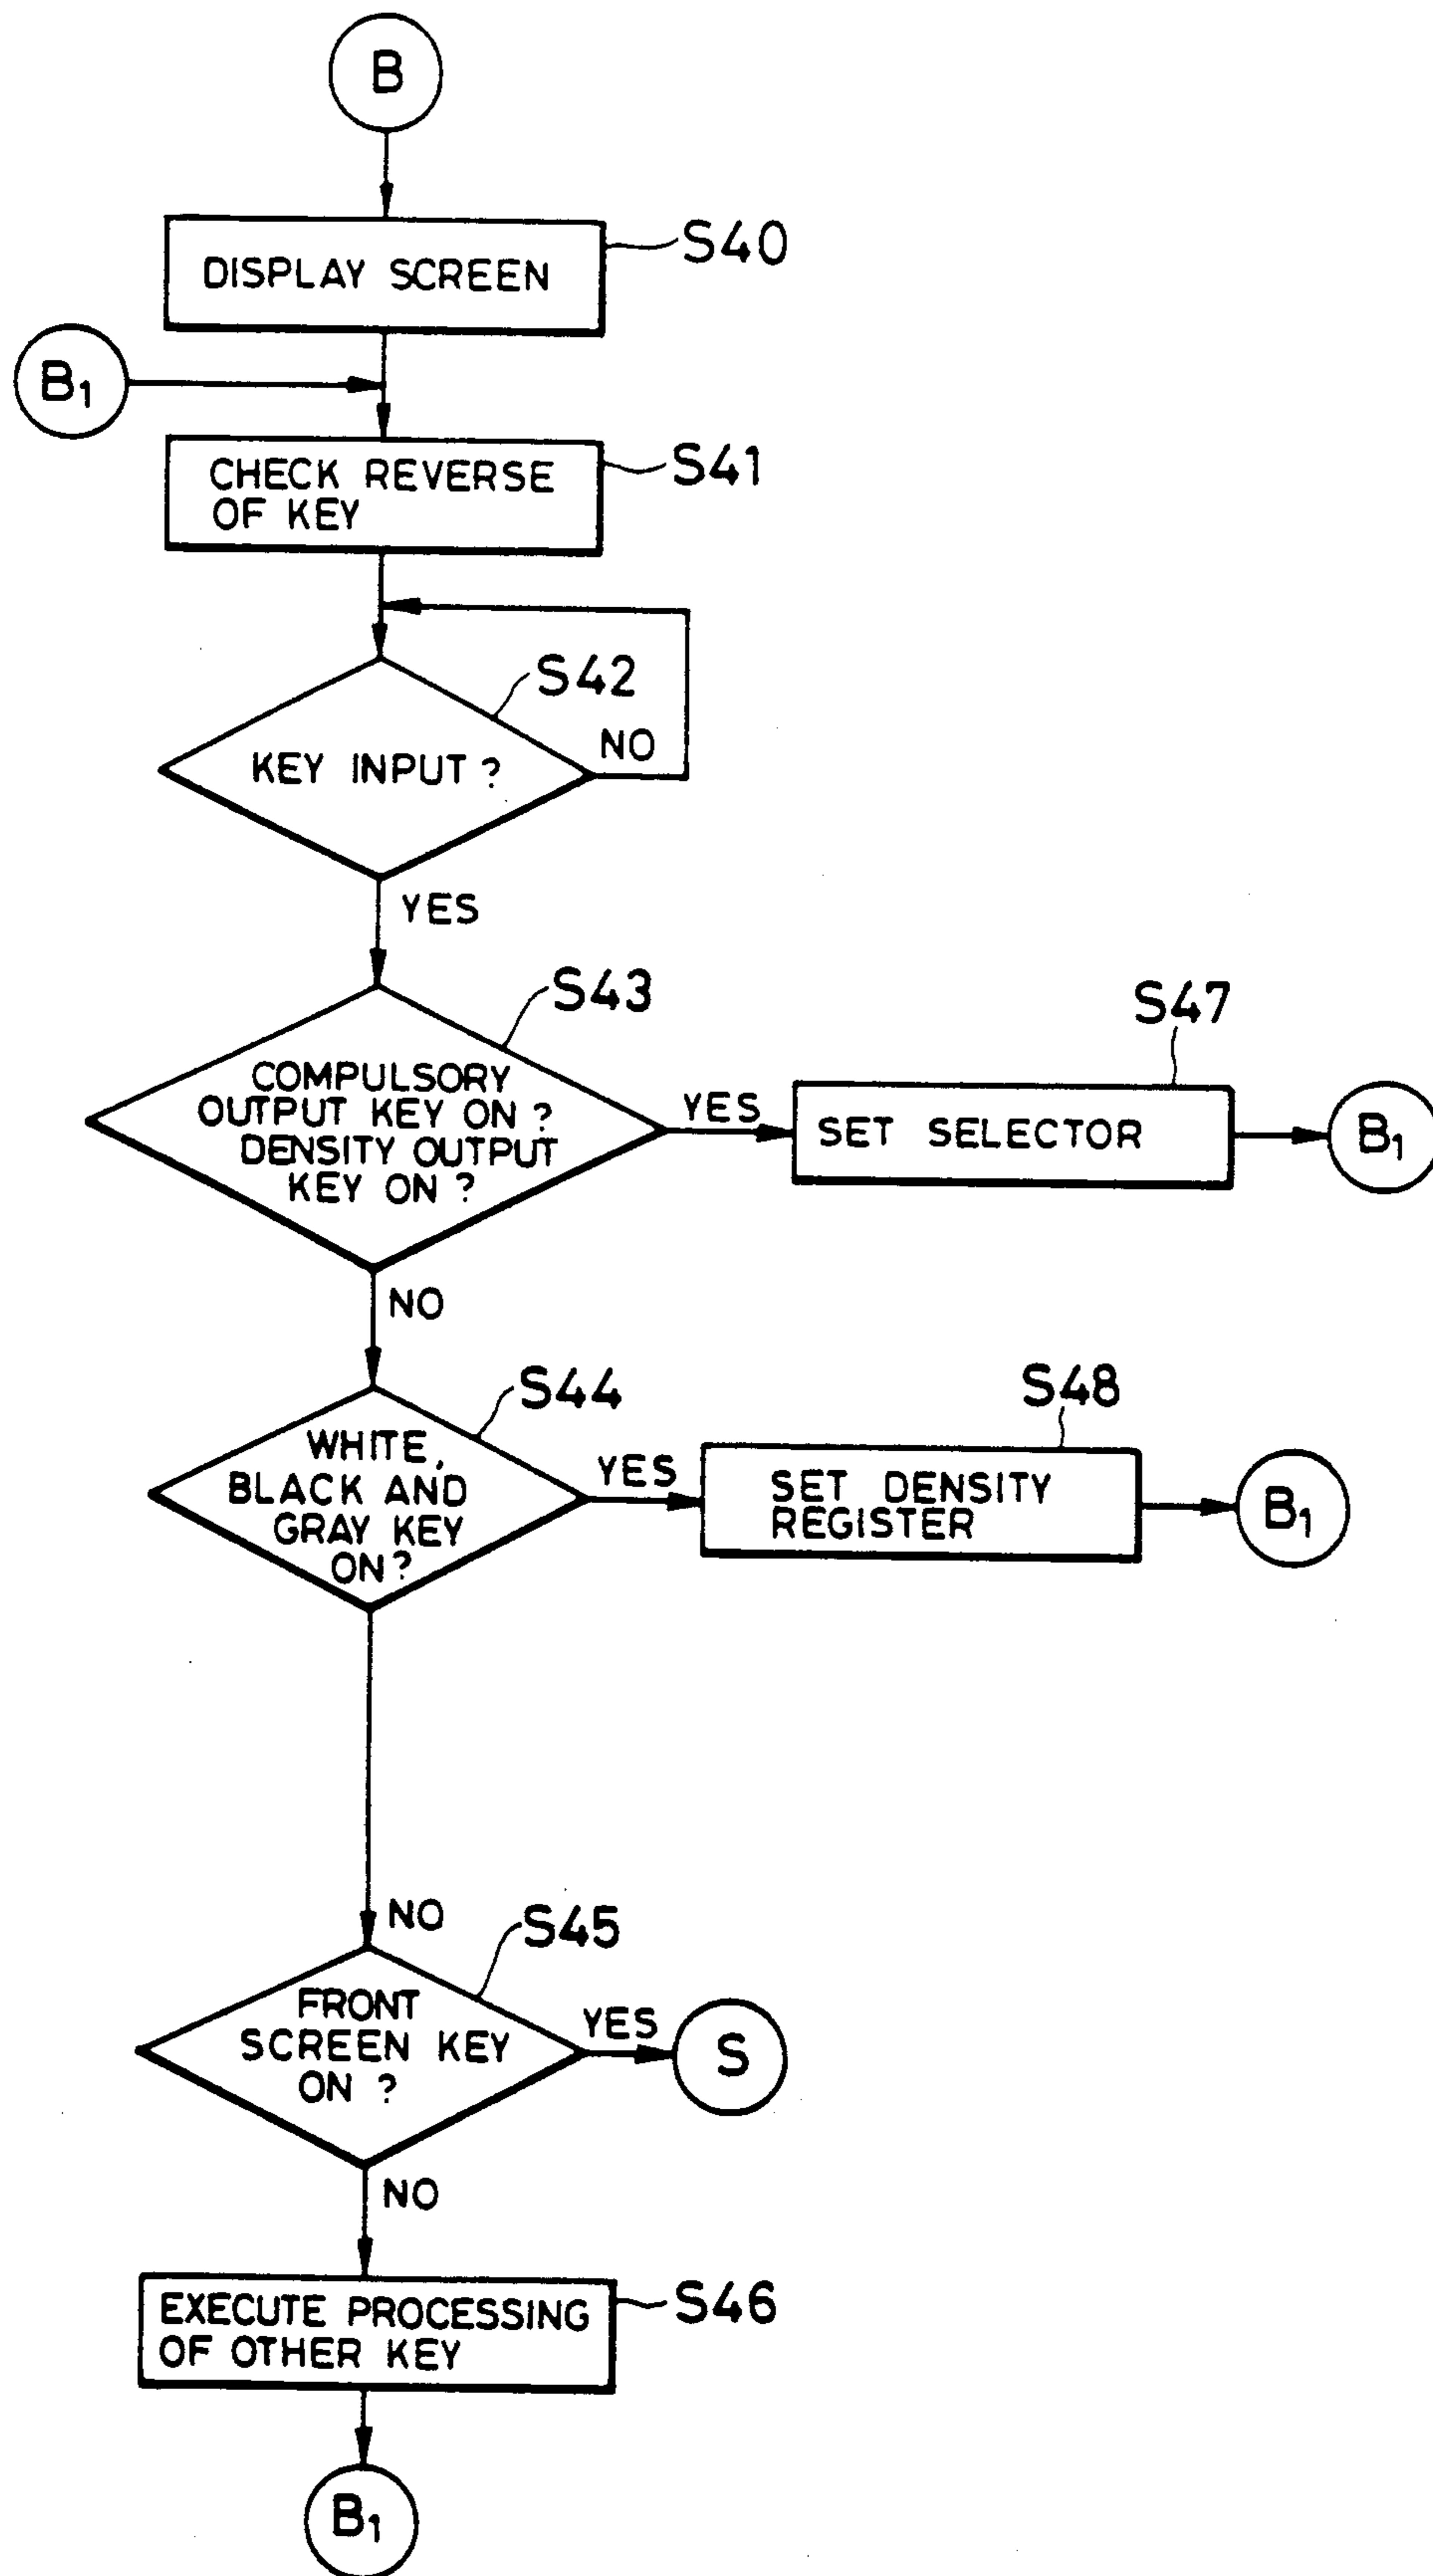 B
S40
DISPLAY SCREEN
B1
S41
CHECK REVERSE
OF KEY
S42
KEY INPUT?
NO
YES
S43
COMPULSORY
OUTPUT KEY ON?
DENSITY OUTPUT
KEY ON?
YES
S47
SET SELECTOR
B1
NO
S44
WHITE,
BLACK AND
GRAY KEY
ON?
YES
S48
SET DENSITY
REGISTER
B1
NO
S45
FRONT
SCREEN KEY
ON?
YES
S
NO
S46
EXECUTE PROCESSING
OF OTHER KEY
B1